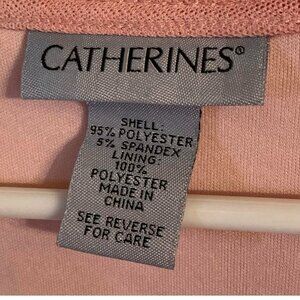 CATHERINES®
SHELL:
95% POLYESTER
5% SPANDEX
LINING:
100%
POLYESTER
MADE IN
CHINA
SEE REVERSE
FOR CARE